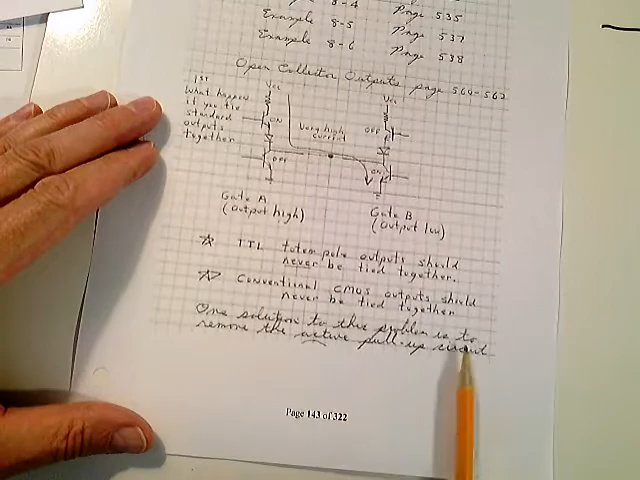 8-4 Page 535
Example 8-5 Page 537
Example 8-6 Page 538
Open Collector Outputs page 560-562
1st
What happens
if you tie
standard
outputs
together.
Vcc
ON
OFF
Very high
current
Vcc
OFF
ON
Gate A
(Output high)
Gate B
(Output low)
☆ TTL totem pole outputs should
never be tied together.
☆ Conventional CMOS outputs should
never be tied together
One solution to this problem is to
remove the active pull-up circuit
Page 143 of 322